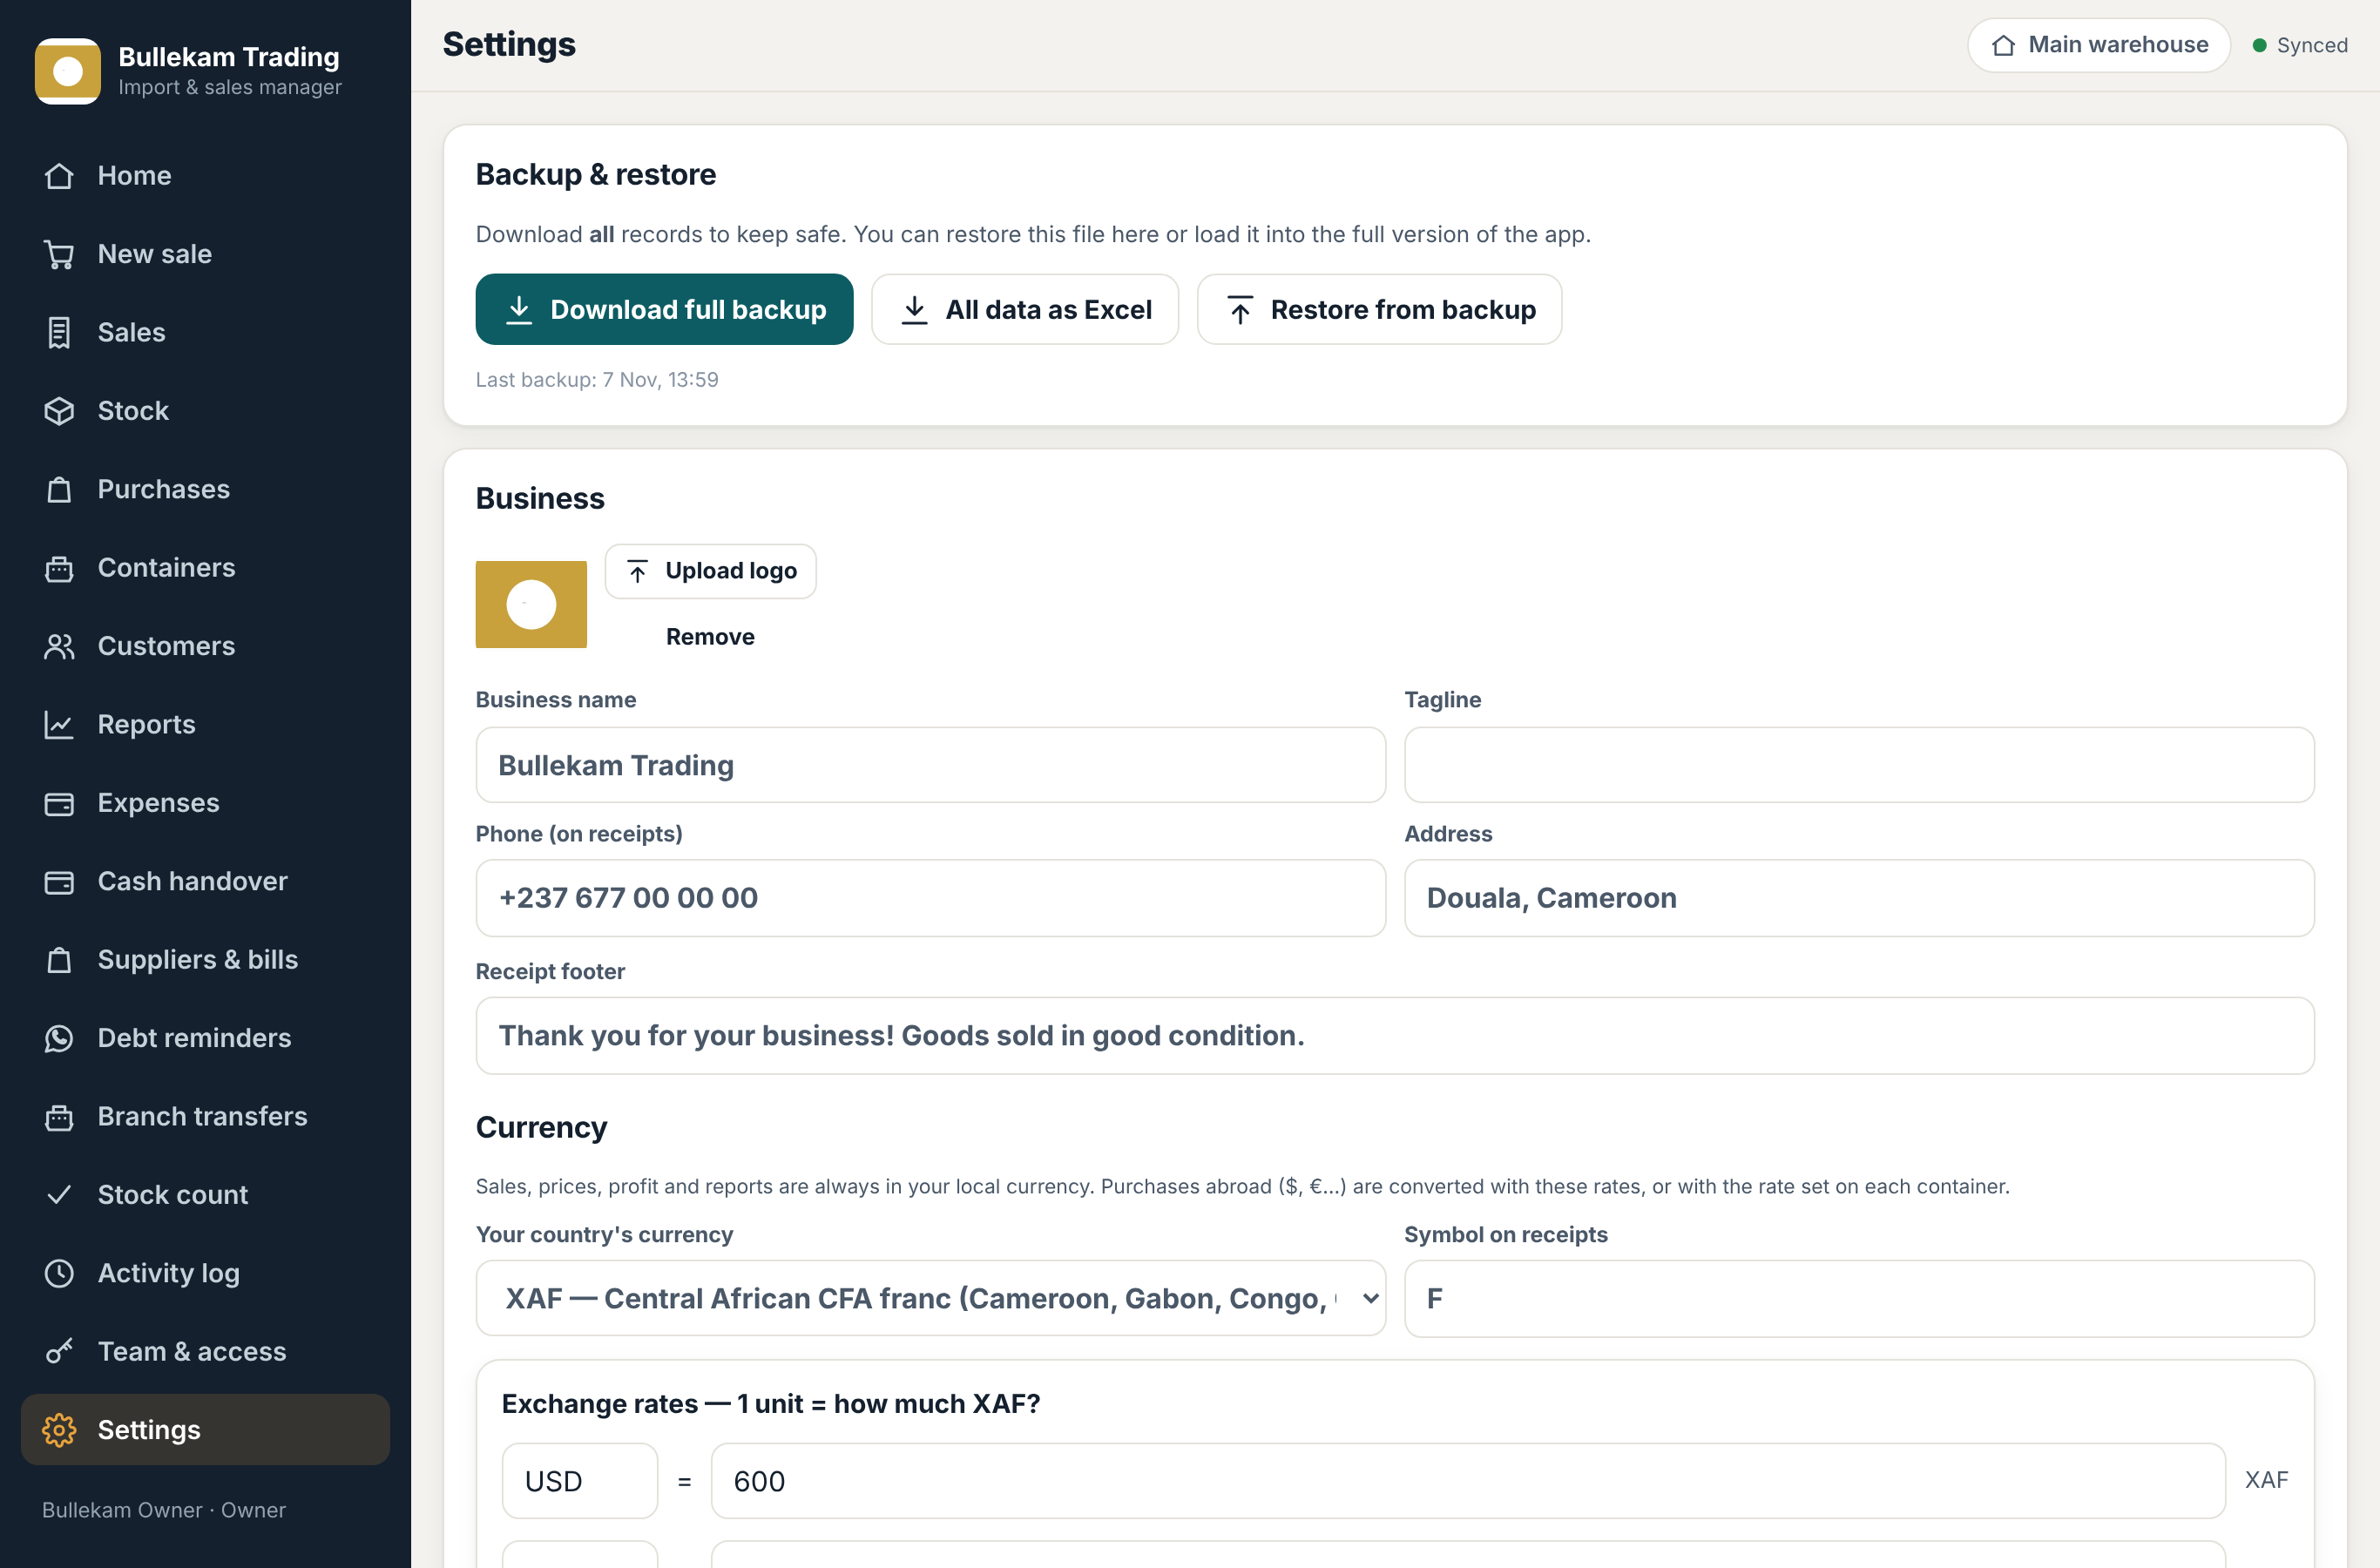 Bullekam Trading
Import & sales manager
Home
New sale
Sales
Stock
Purchases
Containers
Customers
Reports
Expenses
Cash handover
Suppliers & bills
Debt reminders
Branch transfers
Stock count
Activity log
Team & access
Settings
Bullekam Owner · Owner
Settings
Main warehouse
Synced
Backup & restore
Download all records to keep safe. You can restore this file here or load it into the full version of the app.
Download full backup
All data as Excel
Restore from backup
Last backup: 7 Nov, 13:59
Business
Upload logo
Remove
Business name
Tagline
Bullekam Trading
Phone (on receipts)
Address
+237 677 00 00 00
Douala, Cameroon
Receipt footer
Thank you for your business! Goods sold in good condition.
Currency
Sales, prices, profit and reports are always in your local currency. Purchases abroad ($, €...) are converted with these rates, or with the rate set on each container.
Your country's currency
Symbol on receipts
XAF — Central African CFA franc (Cameroon, Gabon, Congo,
F
Exchange rates — 1 unit = how much XAF?
USD = 600 XAF